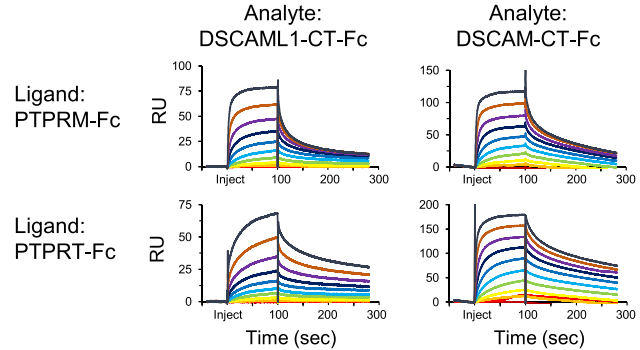 Analyte:
DSCAML1-CT-Fc
Analyte:
DSCAM-CT-Fc
Ligand:
PTPRM-Fc
RU
100
75
50
25
0
Inject
100
200
300
150
100
50
0
Inject
100
200
300
Ligand:
PTPRT-Fc
RU
75
50
25
0
Inject
100
200
300
Time (sec)
200
150
100
50
0
Inject
100
200
300
Time (sec)